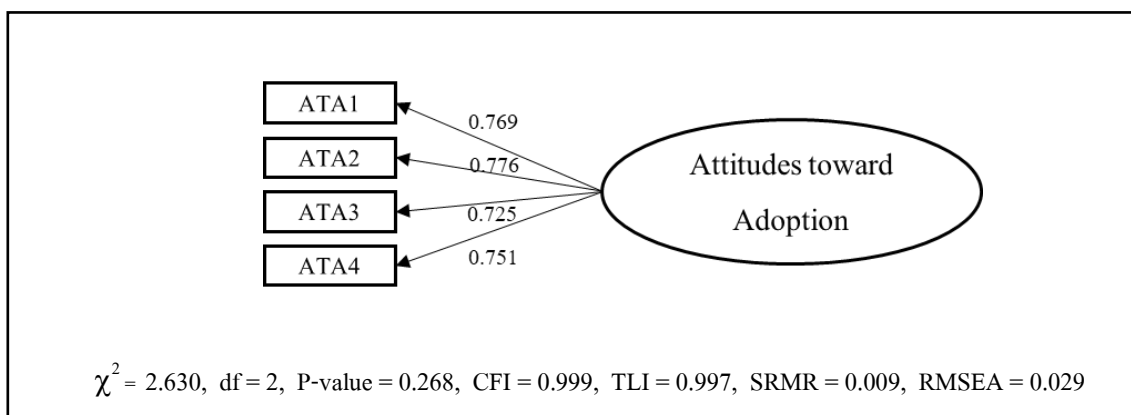 ATA1
0.769
ATA2
0.776
ATA3
0.725
ATA4
0.751
Attitudes toward
Adoption
χ² = 2.630, df = 2, P-value = 0.268, CFI = 0.999, TLI = 0.997, SRMR = 0.009, RMSEA = 0.029